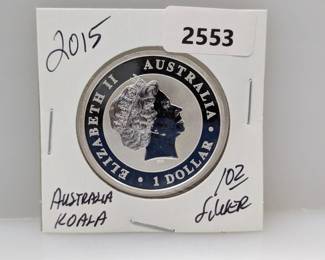 2015
2553
ELIZABETH II AUSTRALIA
· 1 DOLLAR ·
AUSTRALIA
KOALA
1oz
SILVER